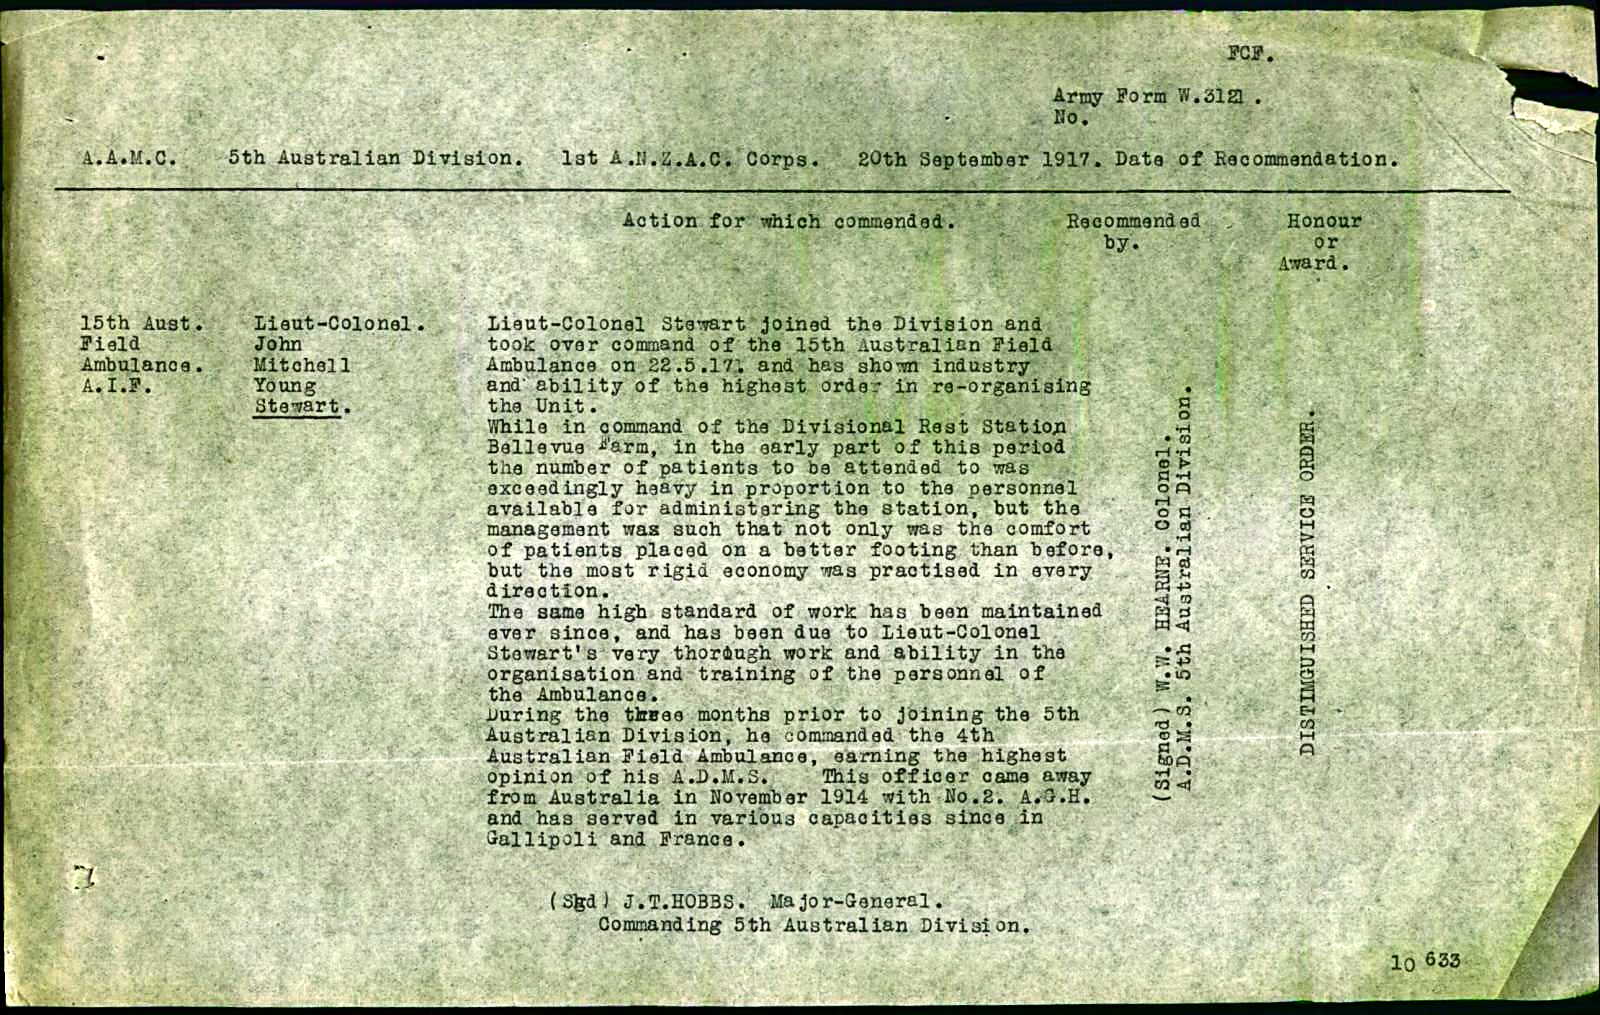 FCF.
Army Form W.3121 .
No.
A.A.M.C. 5th Australian Division. 1st A.N.Z.A.C. Corps. 20th September 1917. Date of Recommendation.
Action for which commended. Recommended Honour
by. or
Award.
15th Aust. Lieut-Colonel. Lieut-Colonel Stewart joined the Division and
Field John took over command of the 15th Australian Field
Ambulance. Mitchell Ambulance on 22.5.17. and has shown industry
A.I.F. Young and ability of the highest order in re-organising
Stewart. the Unit.
While in command of the Divisional Rest Station
Bellevue Farm, in the early part of this period
the number of patients to be attended to was
exceedingly heavy in proportion to the personnel
available for administering the station, but the
management was such that not only was the comfort
of patients placed on a better footing than before,
but the most rigid economy was practised in every
direction.
The same high standard of work has been maintained
ever since, and has been due to Lieut-Colonel
Stewart's very thorough work and ability in the
organisation and training of the personnel of
the Ambulance.
During the three months prior to joining the 5th
Australian Division, he commanded the 4th
Australian Field Ambulance, earning the highest
opinion of his A.D.M.S. This officer came away
from Australia in November 1914 with No.2. A.G.H.
and has served in various capacities since in
Gallipoli and France.
(Signed) W.W. HEARNE. Colonel.
A.D.M.S. 5th Australian Division.
DISTIMGUISHED SERVICE ORDER.
(Sgd) J.T.HOBBS. Major-General.
Commanding 5th Australian Division.
10 633